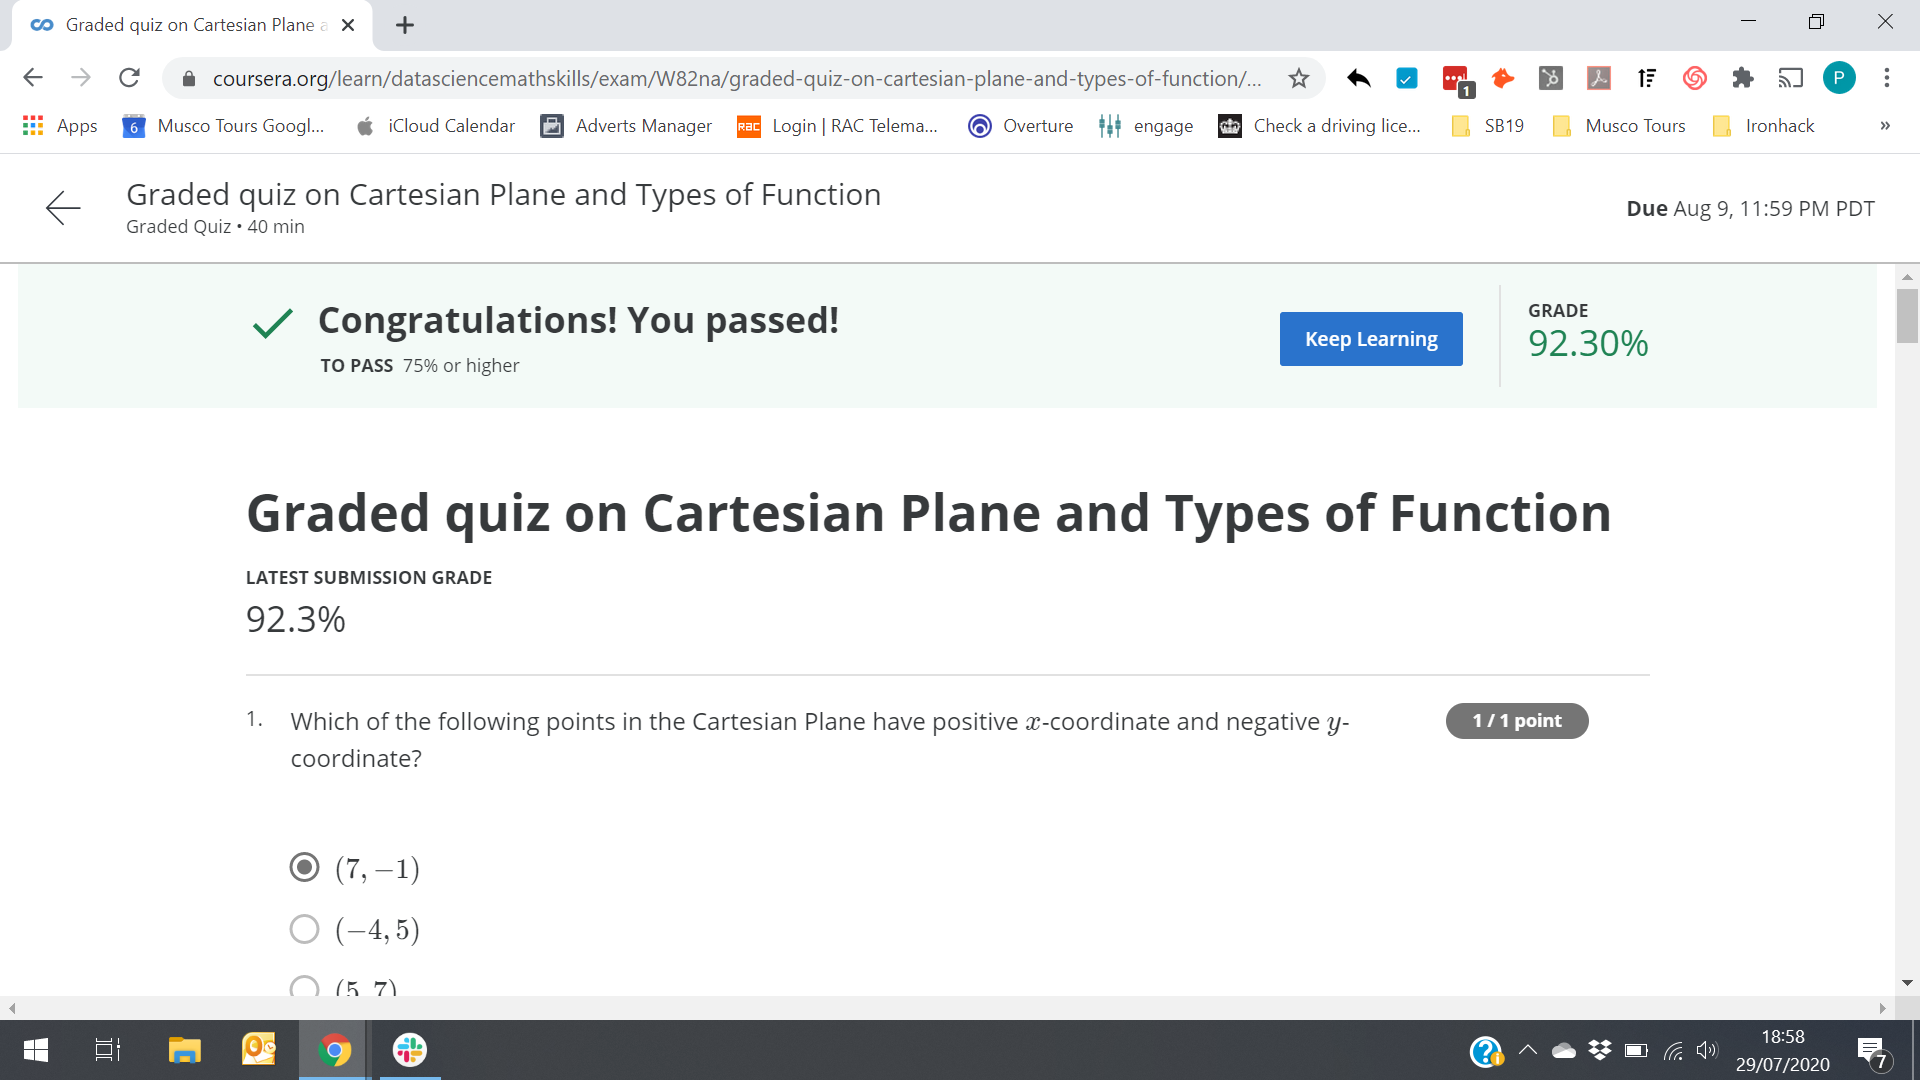 Graded quiz on Cartesian Plane a
coursera.org/learn/datasciencemathskills/exam/W82na/graded-quiz-on-cartesian-plane-and-types-of-function/...
1
P
Apps
6
Musco Tours Googl...
iCloud Calendar
Adverts Manager
RAC
Login | RAC Telema...
Overture
engage
Check a driving lice...
SB19
Musco Tours
Ironhack
»
Graded quiz on Cartesian Plane and Types of Function
Graded Quiz • 40 min
Due Aug 9, 11:59 PM PDT
Congratulations! You passed!
TO PASS 75% or higher
Keep Learning
GRADE
92.30%
Graded quiz on Cartesian Plane and Types of Function
LATEST SUBMISSION GRADE
92.3%
1. Which of the following points in the Cartesian Plane have positive x-coordinate and negative y-
coordinate?
1 / 1 point
(7, −1)
(−4, 5)
(5, 7)
18:58
29/07/2020
7